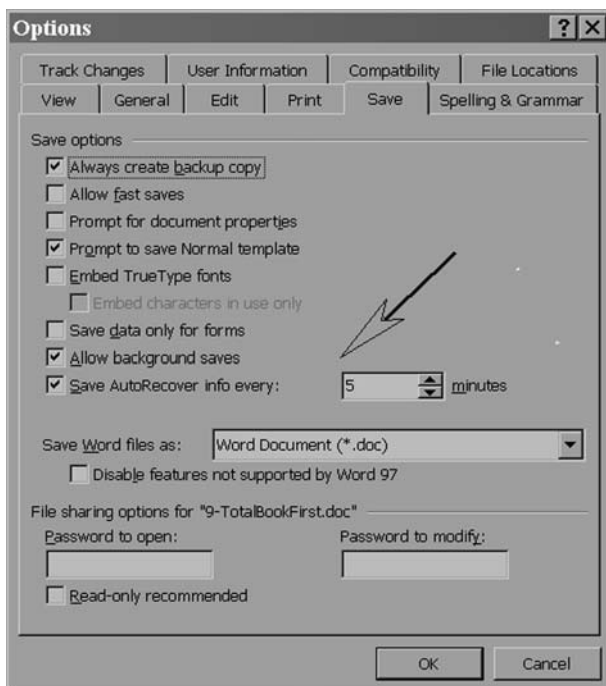 Options
Track Changes User Information Compatibility File Locations
View General Edit Print Save Spelling & Grammar
Save options
Always create backup copy
Allow fast saves
Prompt for document properties
Prompt to save Normal template
Embed TrueType fonts
Embed characters in use only
Save data only for forms
Allow background saves
Save AutoRecover info every: 5 minutes
Save Word files as: Word Document (*.doc)
Disable features not supported by Word 97
File sharing options for "9-TotalBookFirst.doc"
Password to open: Password to modify:
Read-only recommended
OK Cancel